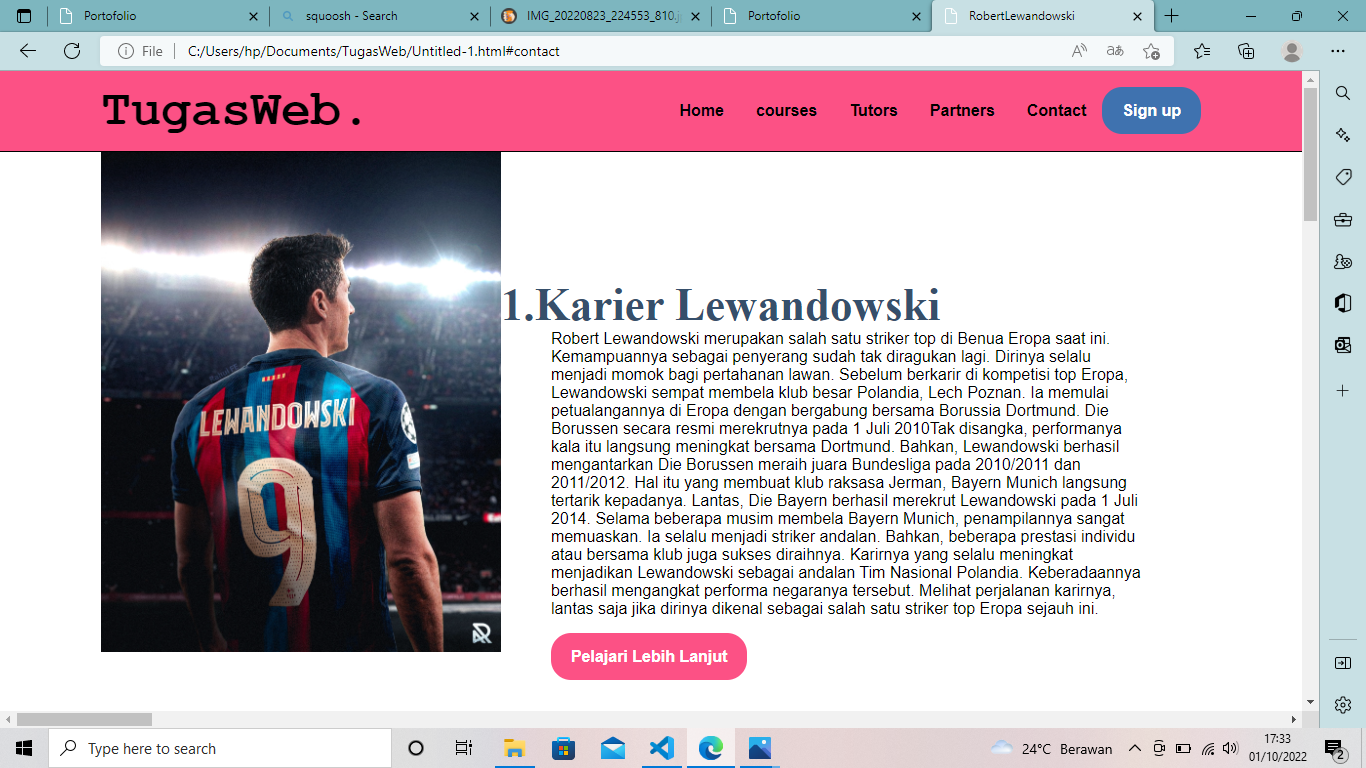 Portofolio
squoosh - Search
IMG_20220823_224553_810.j
Portofolio
RobertLewandowski
File
C:/Users/hp/Documents/TugasWeb/Untitled-1.html#contact
TugasWeb.
Home
courses
Tutors
Partners
Contact
Sign up
LEWANDOWSKI
9
1.Karier Lewandowski
Robert Lewandowski merupakan salah satu striker top di Benua Eropa saat ini.
Kemampuannya sebagai penyerang sudah tak diragukan lagi. Dirinya selalu
menjadi momok bagi pertahanan lawan. Sebelum berkarir di kompetisi top Eropa,
Lewandowski sempat membela klub besar Polandia, Lech Poznan. Ia memulai
petualangannya di Eropa dengan bergabung bersama Borussia Dortmund. Die
Borussen secara resmi merekrutnya pada 1 Juli 2010Tak disangka, performanya
kala itu langsung meningkat bersama Dortmund. Bahkan, Lewandowski berhasil
mengantarkan Die Borussen meraih juara Bundesliga pada 2010/2011 dan
2011/2012. Hal itu yang membuat klub raksasa Jerman, Bayern Munich langsung
tertarik kepadanya. Lantas, Die Bayern berhasil merekrut Lewandowski pada 1 Juli
2014. Selama beberapa musim membela Bayern Munich, penampilannya sangat
memuaskan. Ia selalu menjadi striker andalan. Bahkan, beberapa prestasi individu
atau bersama klub juga sukses diraihnya. Karirnya yang selalu meningkat
menjadikan Lewandowski sebagai andalan Tim Nasional Polandia. Keberadaannya
berhasil mengangkat performa negaranya tersebut. Melihat perjalanan karirnya,
lantas saja jika dirinya dikenal sebagai salah satu striker top Eropa sejauh ini.
Pelajari Lebih Lanjut
Type here to search
24°C Berawan
17:33
01/10/2022
2